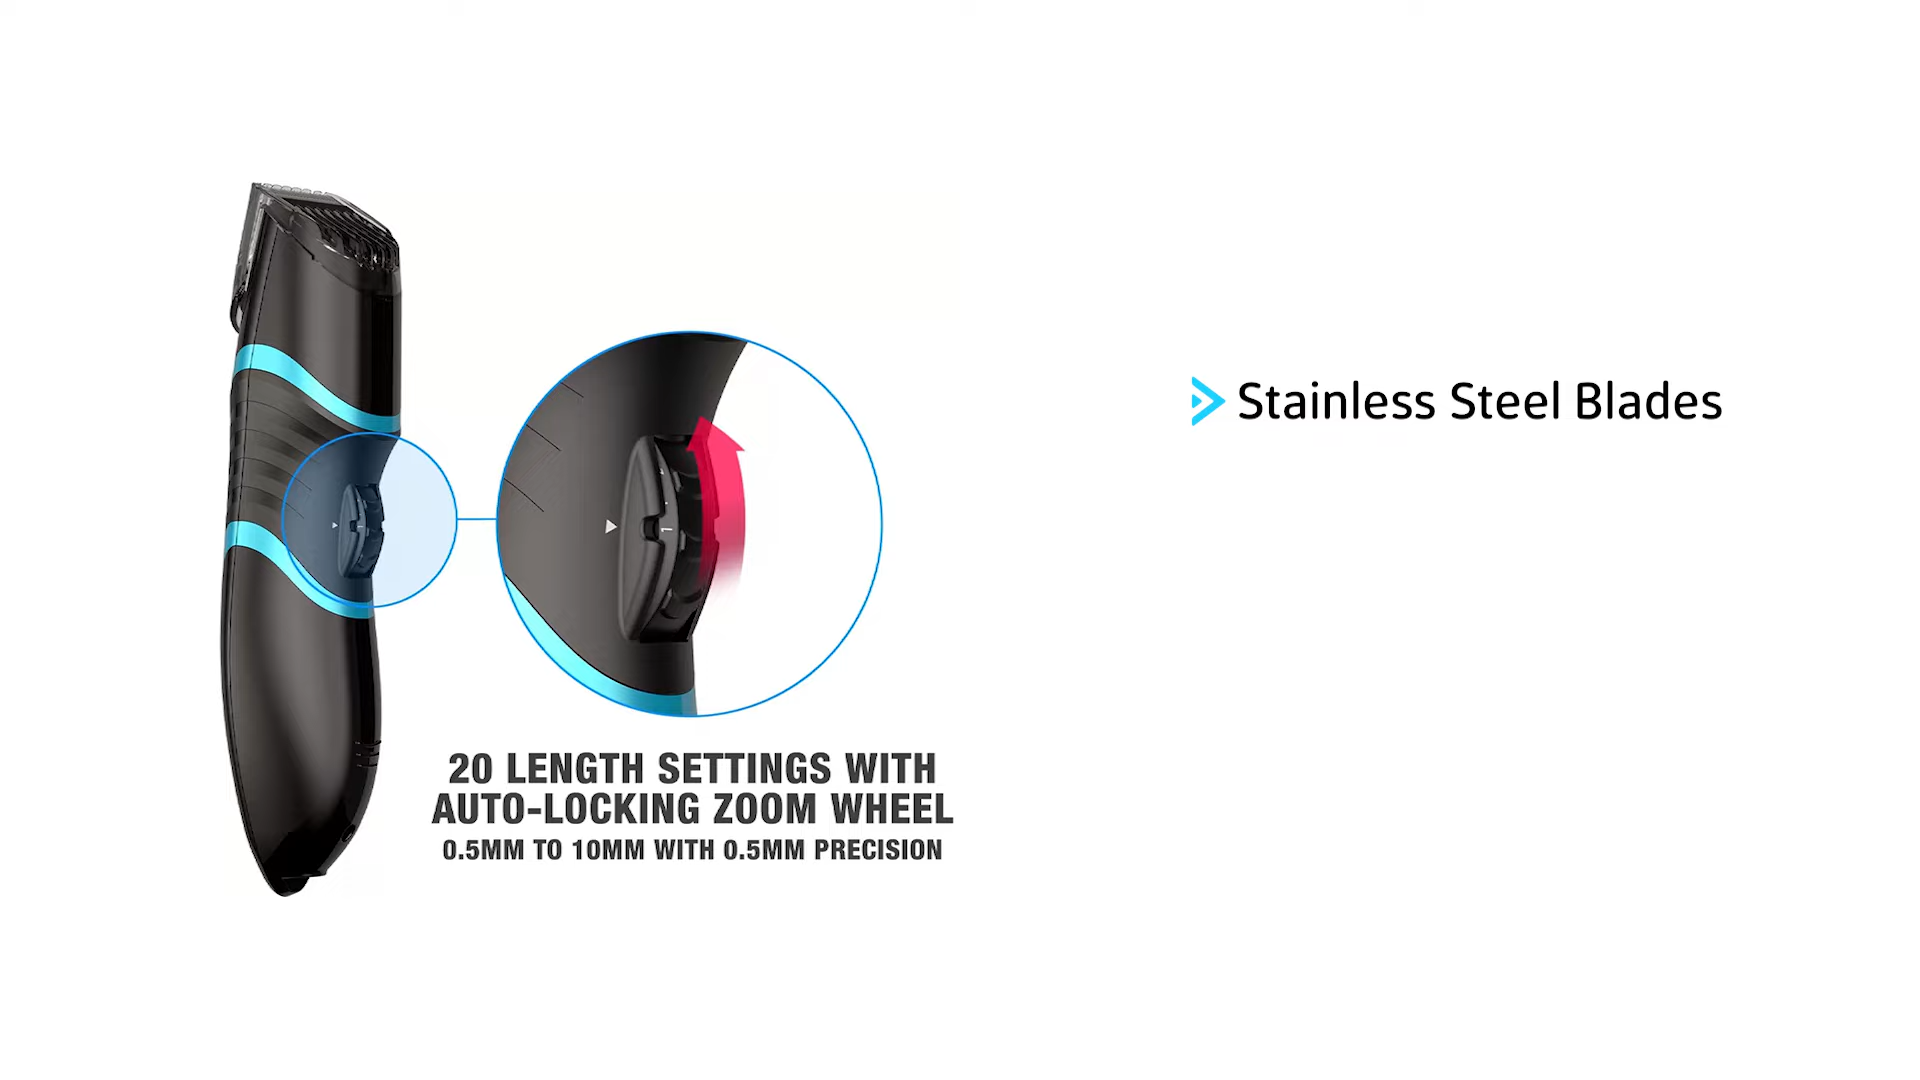 Stainless Steel Blades
1
20 LENGTH SETTINGS WITH
AUTO-LOCKING ZOOM WHEEL
0.5MM TO 10MM WITH 0.5MM PRECISION